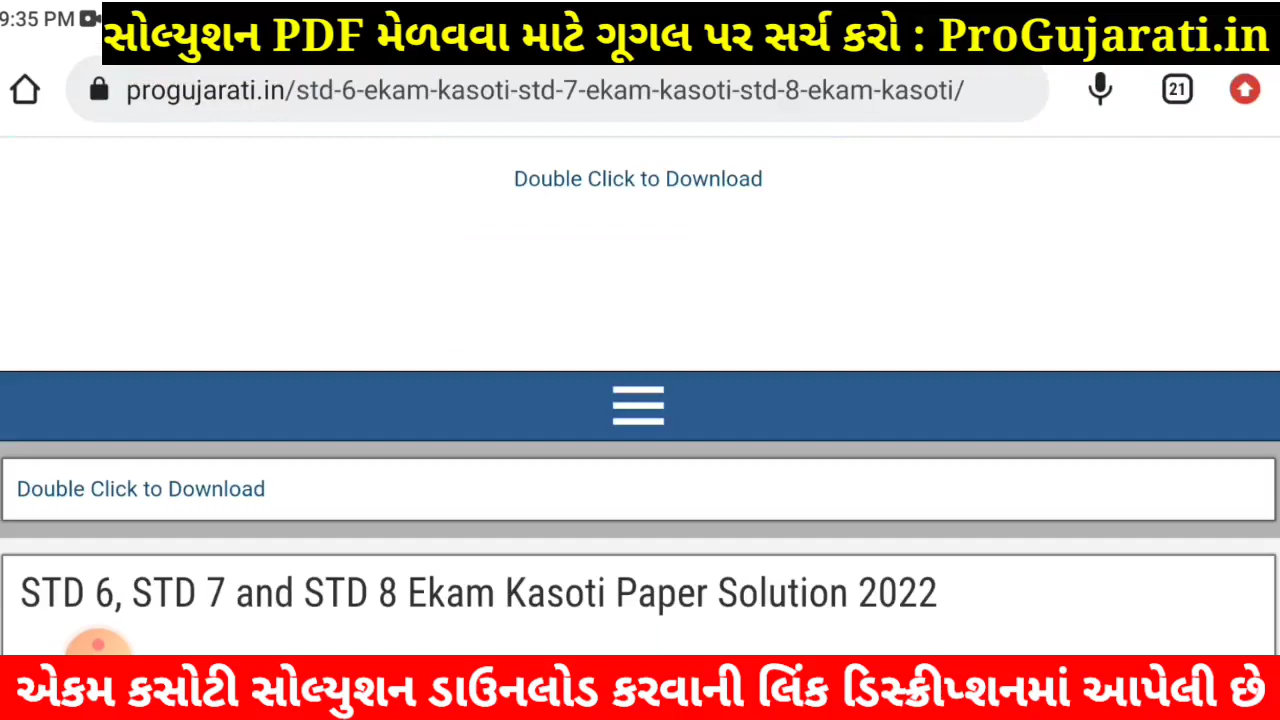 9:35 PM
સોલ્યુશન PDF મેળવવા માટે ગૂગલ પર સર્ચ કરો : ProGujarati.in
progujarati.in/std-6-ekam-kasoti-std-7-ekam-kasoti-std-8-ekam-kasoti/
21
Double Click to Download
Double Click to Download
STD 6, STD 7 and STD 8 Ekam Kasoti Paper Solution 2022
એકમ કસોટી સોલ્યુશન ડાઉનલોડ કરવાની લિંક ડિસ્ક્રીપ્શનમાં આપેલી છે